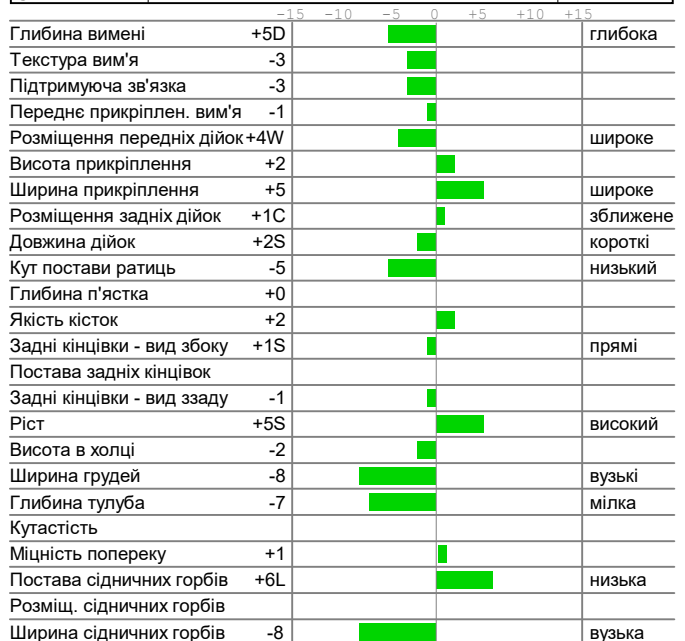 -15 -10 -5 0 +5 +10 +15
Глибина вимені +5D глибока
Текстура вим'я -3
Підтримуюча зв'язка -3
Переднє прикріплен. вим'я -1
Розміщення передніх дійок +4W широке
Висота прикріплення +2
Ширина прикріплення +5 широке
Розміщення задніх дійок +1C зближене
Довжина дійок +2S короткі
Кут постави ратиць -5 низький
Глибина п'ястка +0
Якість кісток +2
Задні кінцівки - вид збоку +1S прямі
Постава задніх кінцівок
Задні кінцівки - вид ззаду -1
Ріст +5S високий
Висота в холці -2
Ширина грудей -8 вузькі
Глибина тулуба -7 мілка
Кутастість
Міцність попереку +1
Постава сідничних горбів +6L низька
Розміщ. сідничних горбів
Ширина сідничних горбів -8 вузька